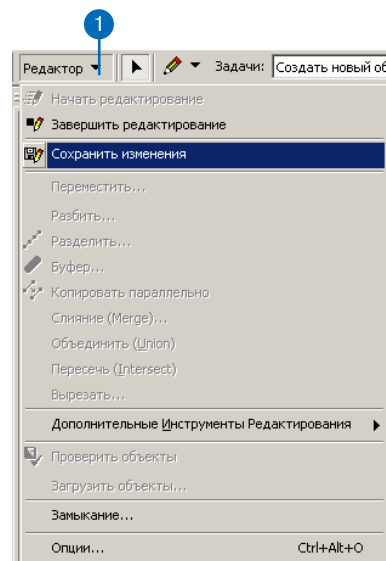 1
Редактор Задачи: Создать новый об
Начать редактирование
Завершить редактирование
Сохранить изменения
Переместить...
Разбить...
Разделить...
Буфер...
Копировать параллельно
Слияние (Merge)...
Объединить (Union)
Пересечь (Intersect)
Вырезать...
Дополнительные Инструменты Редактирования
Проверить объекты
Загрузить объекты...
Замыкание...
Опции... Ctrl+Alt+O